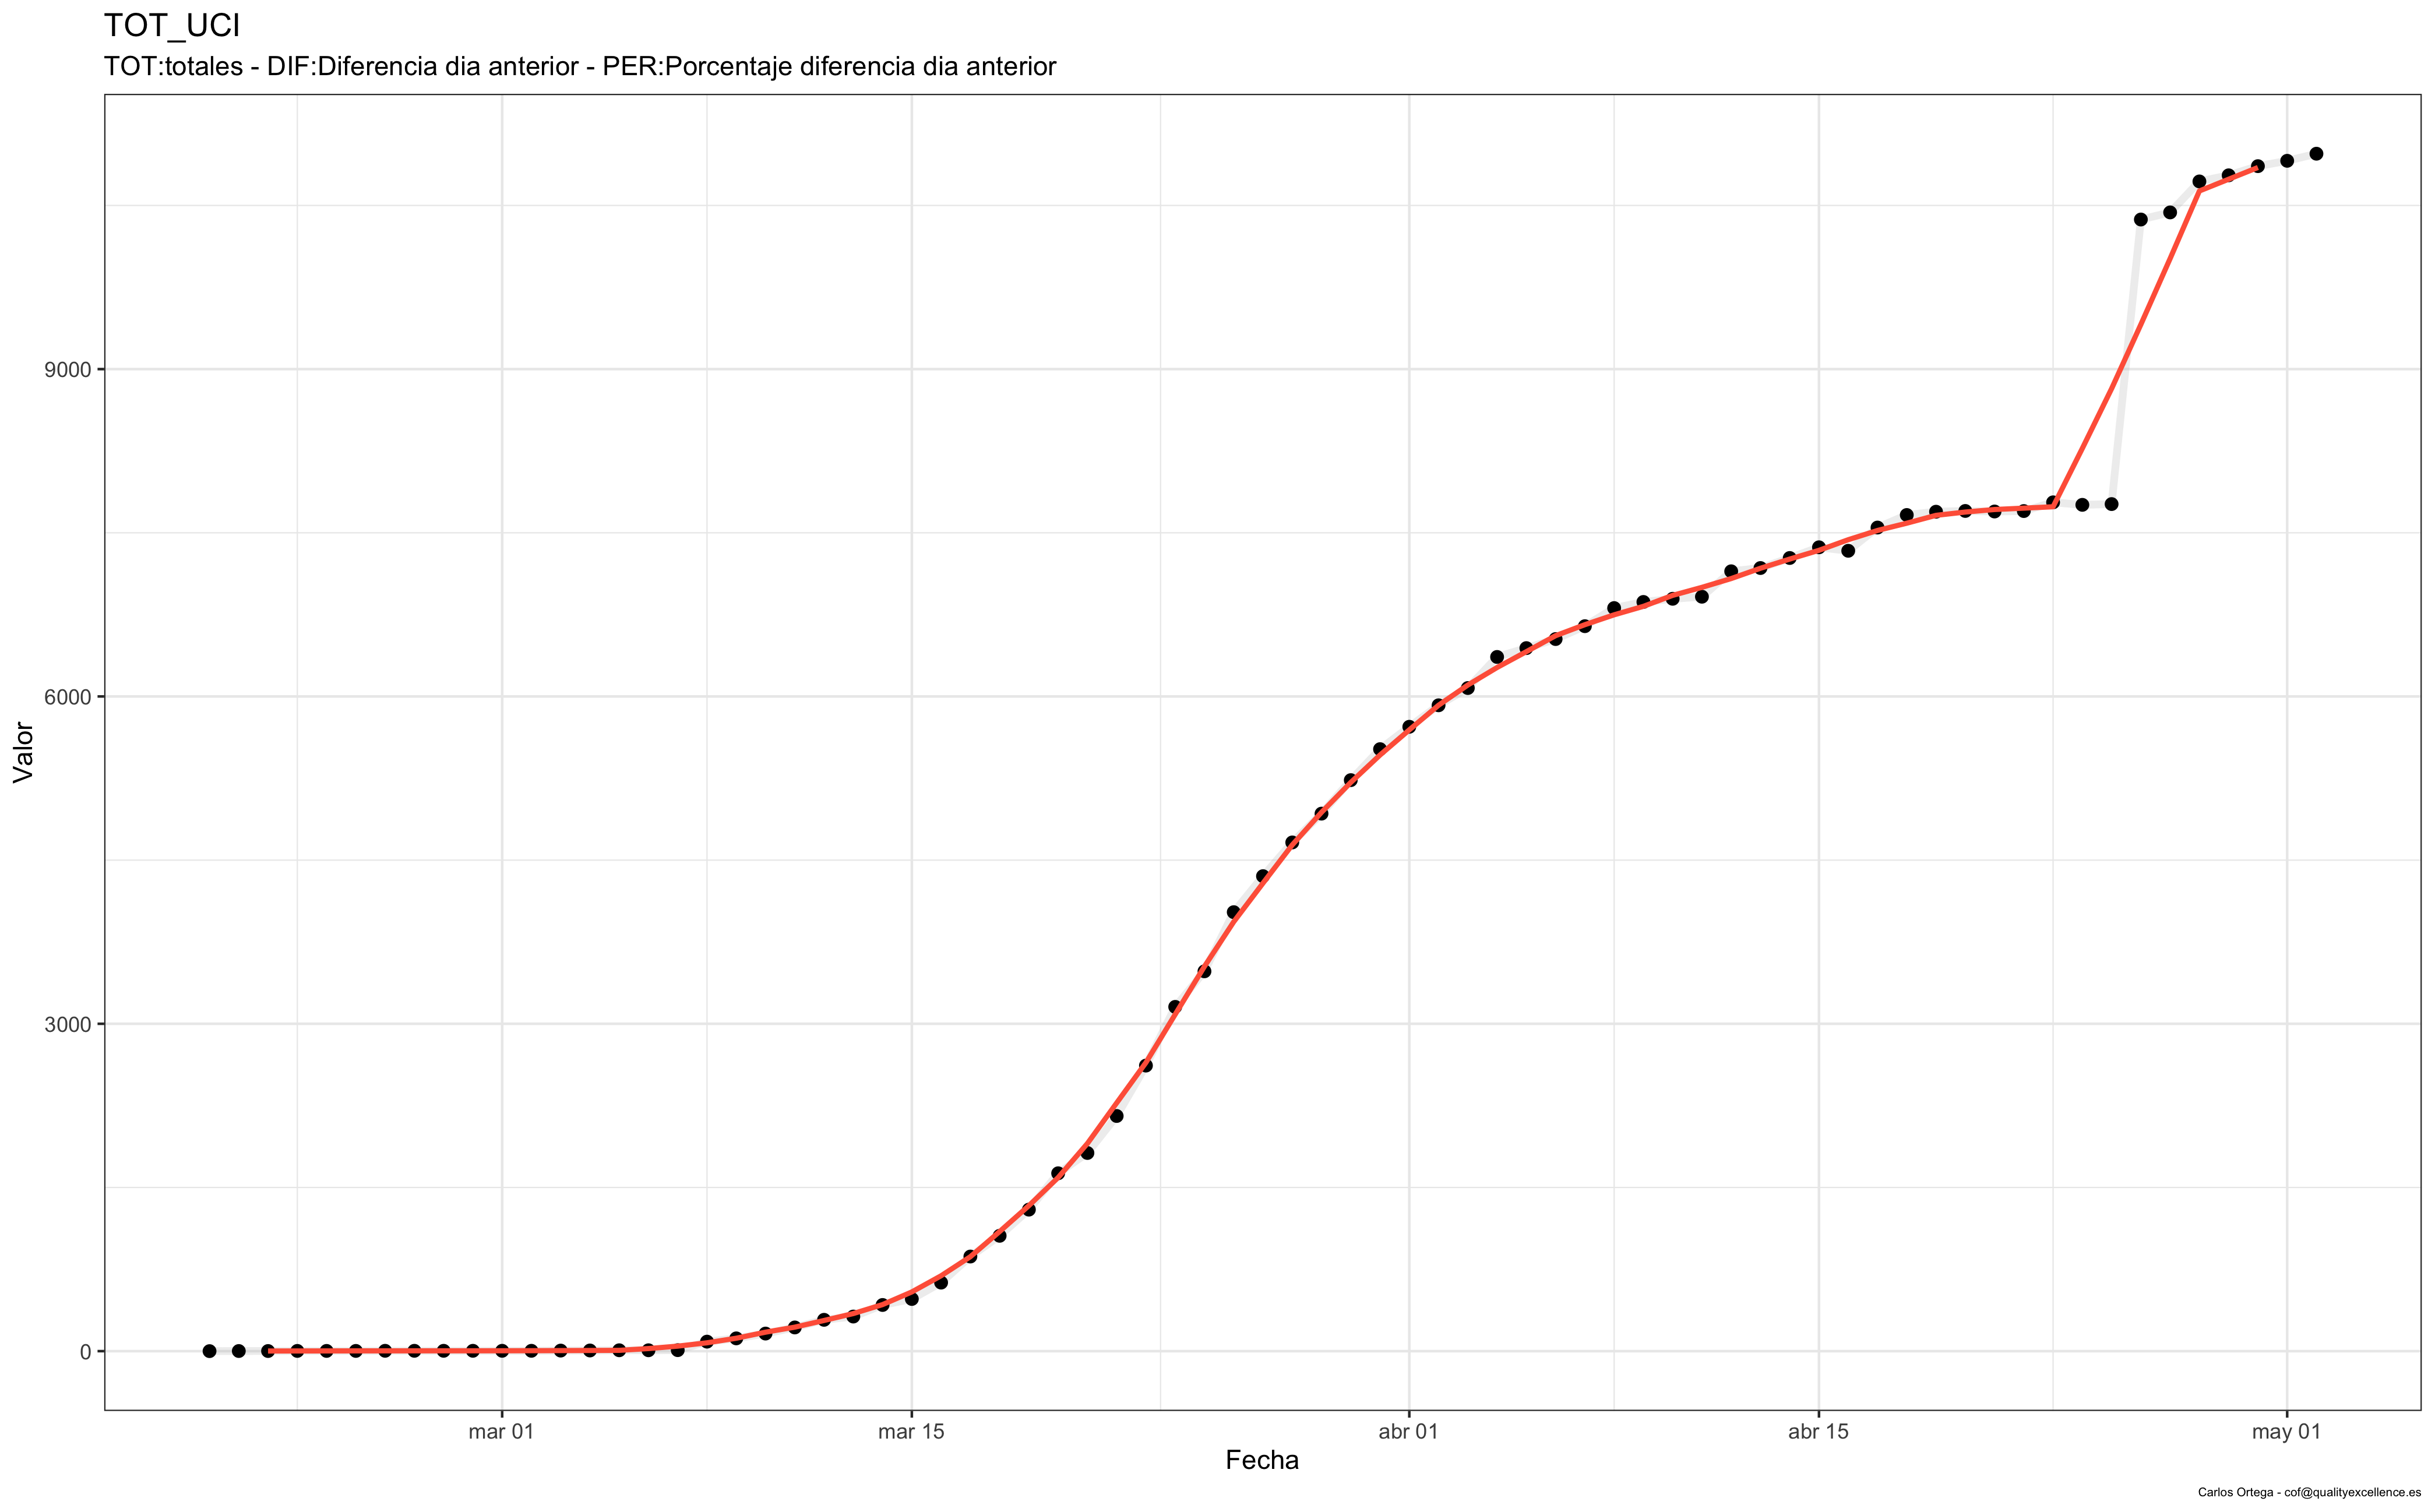 TOT_UCI
TOT:totales - DIF:Diferencia dia anterior - PER:Porcentaje diferencia dia anterior
9000
6000
3000
0
Valor
mar 01
mar 15
abr 01
abr 15
may 01
Fecha
Carlos Ortega - cof@qualityexcellence.es